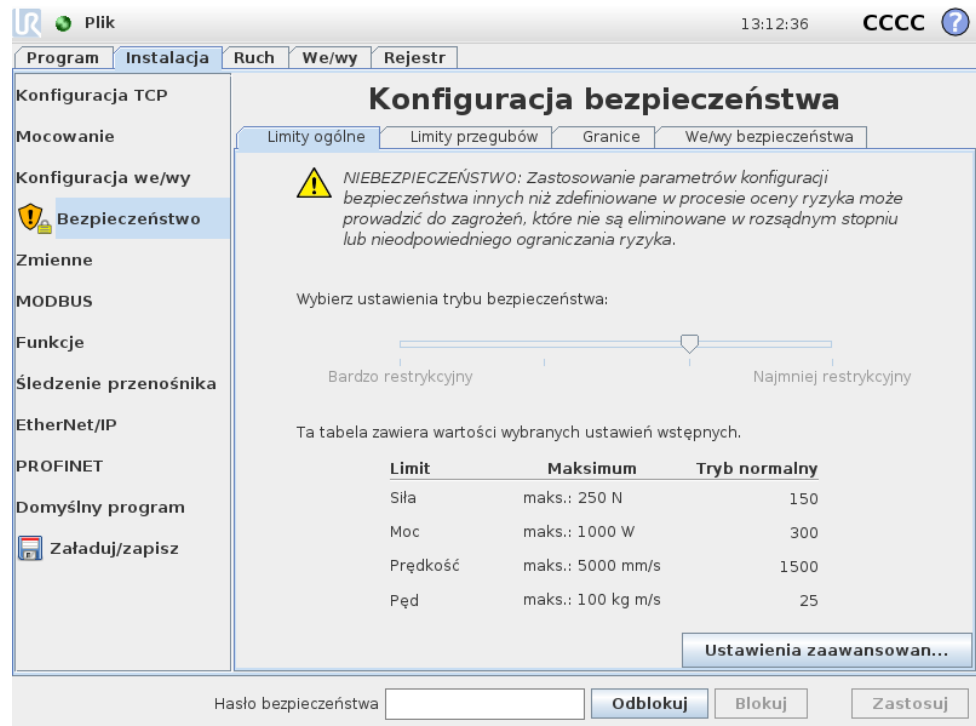 UR Plik 13:12:36 CCCC ?
Program Instalacja Ruch We/wy Rejestr
Konfiguracja TCP
Mocowanie
Konfiguracja we/wy
Bezpieczeństwo
Zmienne
MODBUS
Funkcje
Śledzenie przenośnika
EtherNet/IP
PROFINET
Domyślny program
Załaduj/zapisz
Konfiguracja bezpieczeństwa
Limity ogólne Limity przegubów Granice We/wy bezpieczeństwa
NIEBEZPIECZEŃSTWO: Zastosowanie parametrów konfiguracji
bezpieczeństwa innych niż zdefiniowane w procesie oceny ryzyka może
prowadzić do zagrożeń, które nie są eliminowane w rozsądnym stopniu
lub nieodpowiedniego ograniczania ryzyka.
Wybierz ustawienia trybu bezpieczeństwa:
Bardzo restrykcyjny Najmniej restrykcyjny
Ta tabela zawiera wartości wybranych ustawień wstępnych.
Limit Maksimum Tryb normalny
Siła maks.: 250 N 150
Moc maks.: 1000 W 300
Prędkość maks.: 5000 mm/s 1500
Pęd maks.: 100 kg m/s 25
Ustawienia zaawansowan...
Hasło bezpieczeństwa Odblokuj Blokuj Zastosuj